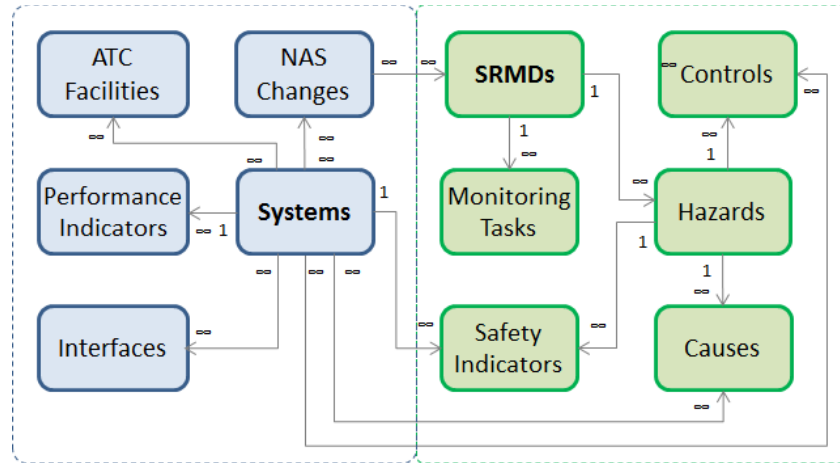 ATC
Facilities
NAS
Changes
∞
∞
SRMDs
1
∞
Controls
∞
∞
∞
∞
∞
1
∞
∞
1
Performance
Indicators
∞ 1
Systems
1
Monitoring
Tasks
∞
Hazards
1
1
∞
∞
∞
∞
Interfaces
∞
∞
Safety
Indicators
∞
Causes
∞